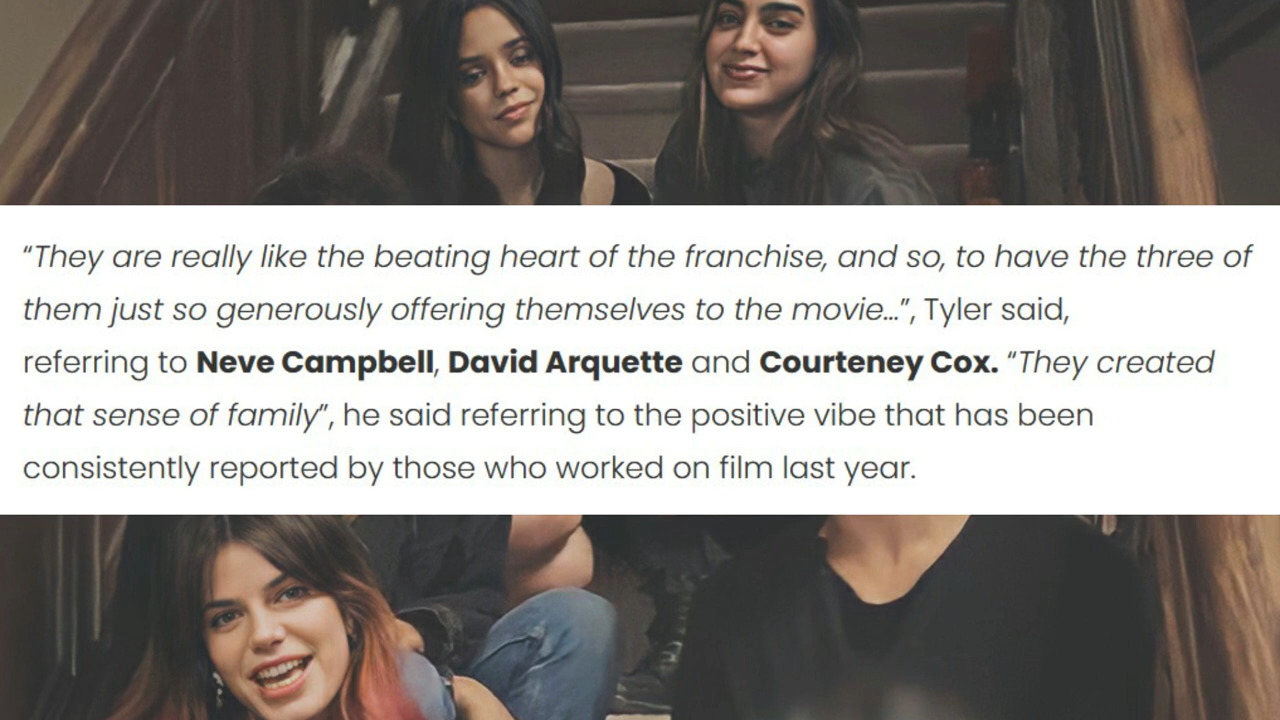 “They are really like the beating heart of the franchise, and so, to have the three of
them just so generously offering themselves to the movie…”, Tyler said,
referring to Neve Campbell, David Arquette and Courteney Cox. “They created
that sense of family”, he said referring to the positive vibe that has been
consistently reported by those who worked on film last year.